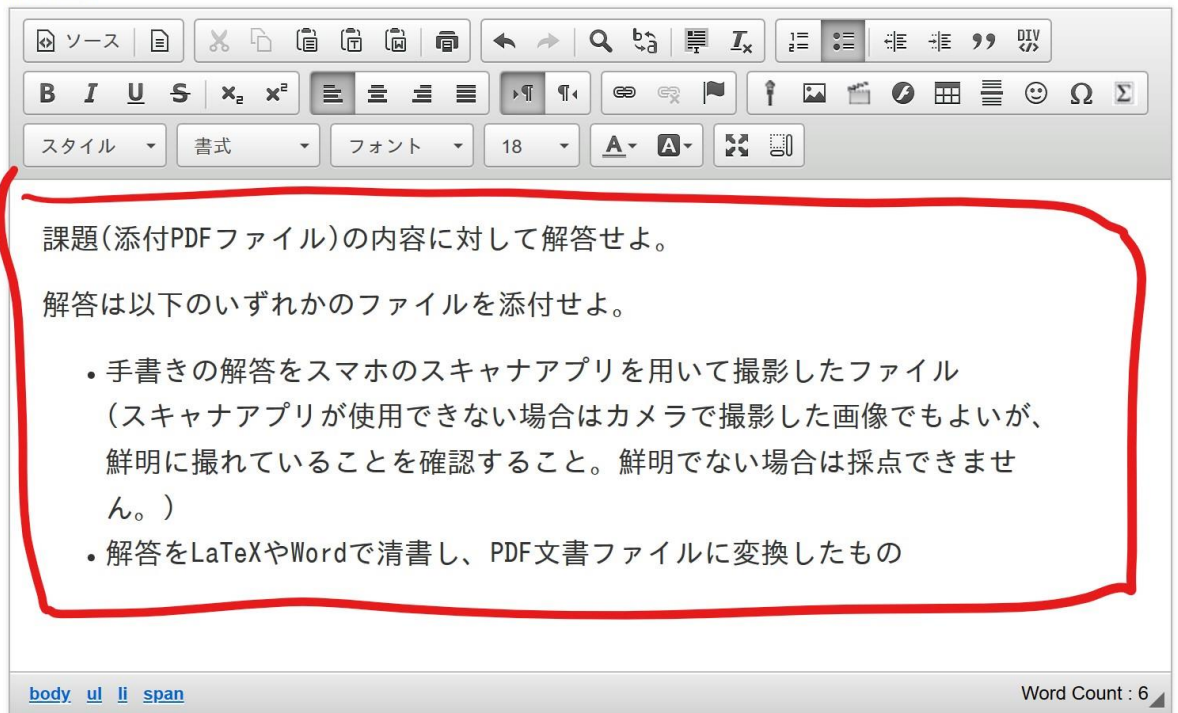 ソース
スタイル 書式 フォント 18
課題(添付PDFファイル)の内容に対して解答せよ。
解答は以下のいずれかのファイルを添付せよ。
• 手書きの解答をスマホのスキャナアプリを用いて撮影したファイル
(スキャナアプリが使用できない場合はカメラで撮影した画像でもよいが、
鮮明に撮れていることを確認すること。鮮明でない場合は採点できませ
ん。)
• 解答をLaTeXやWordで清書し、PDF文書ファイルに変換したもの
body ul li span Word Count : 6